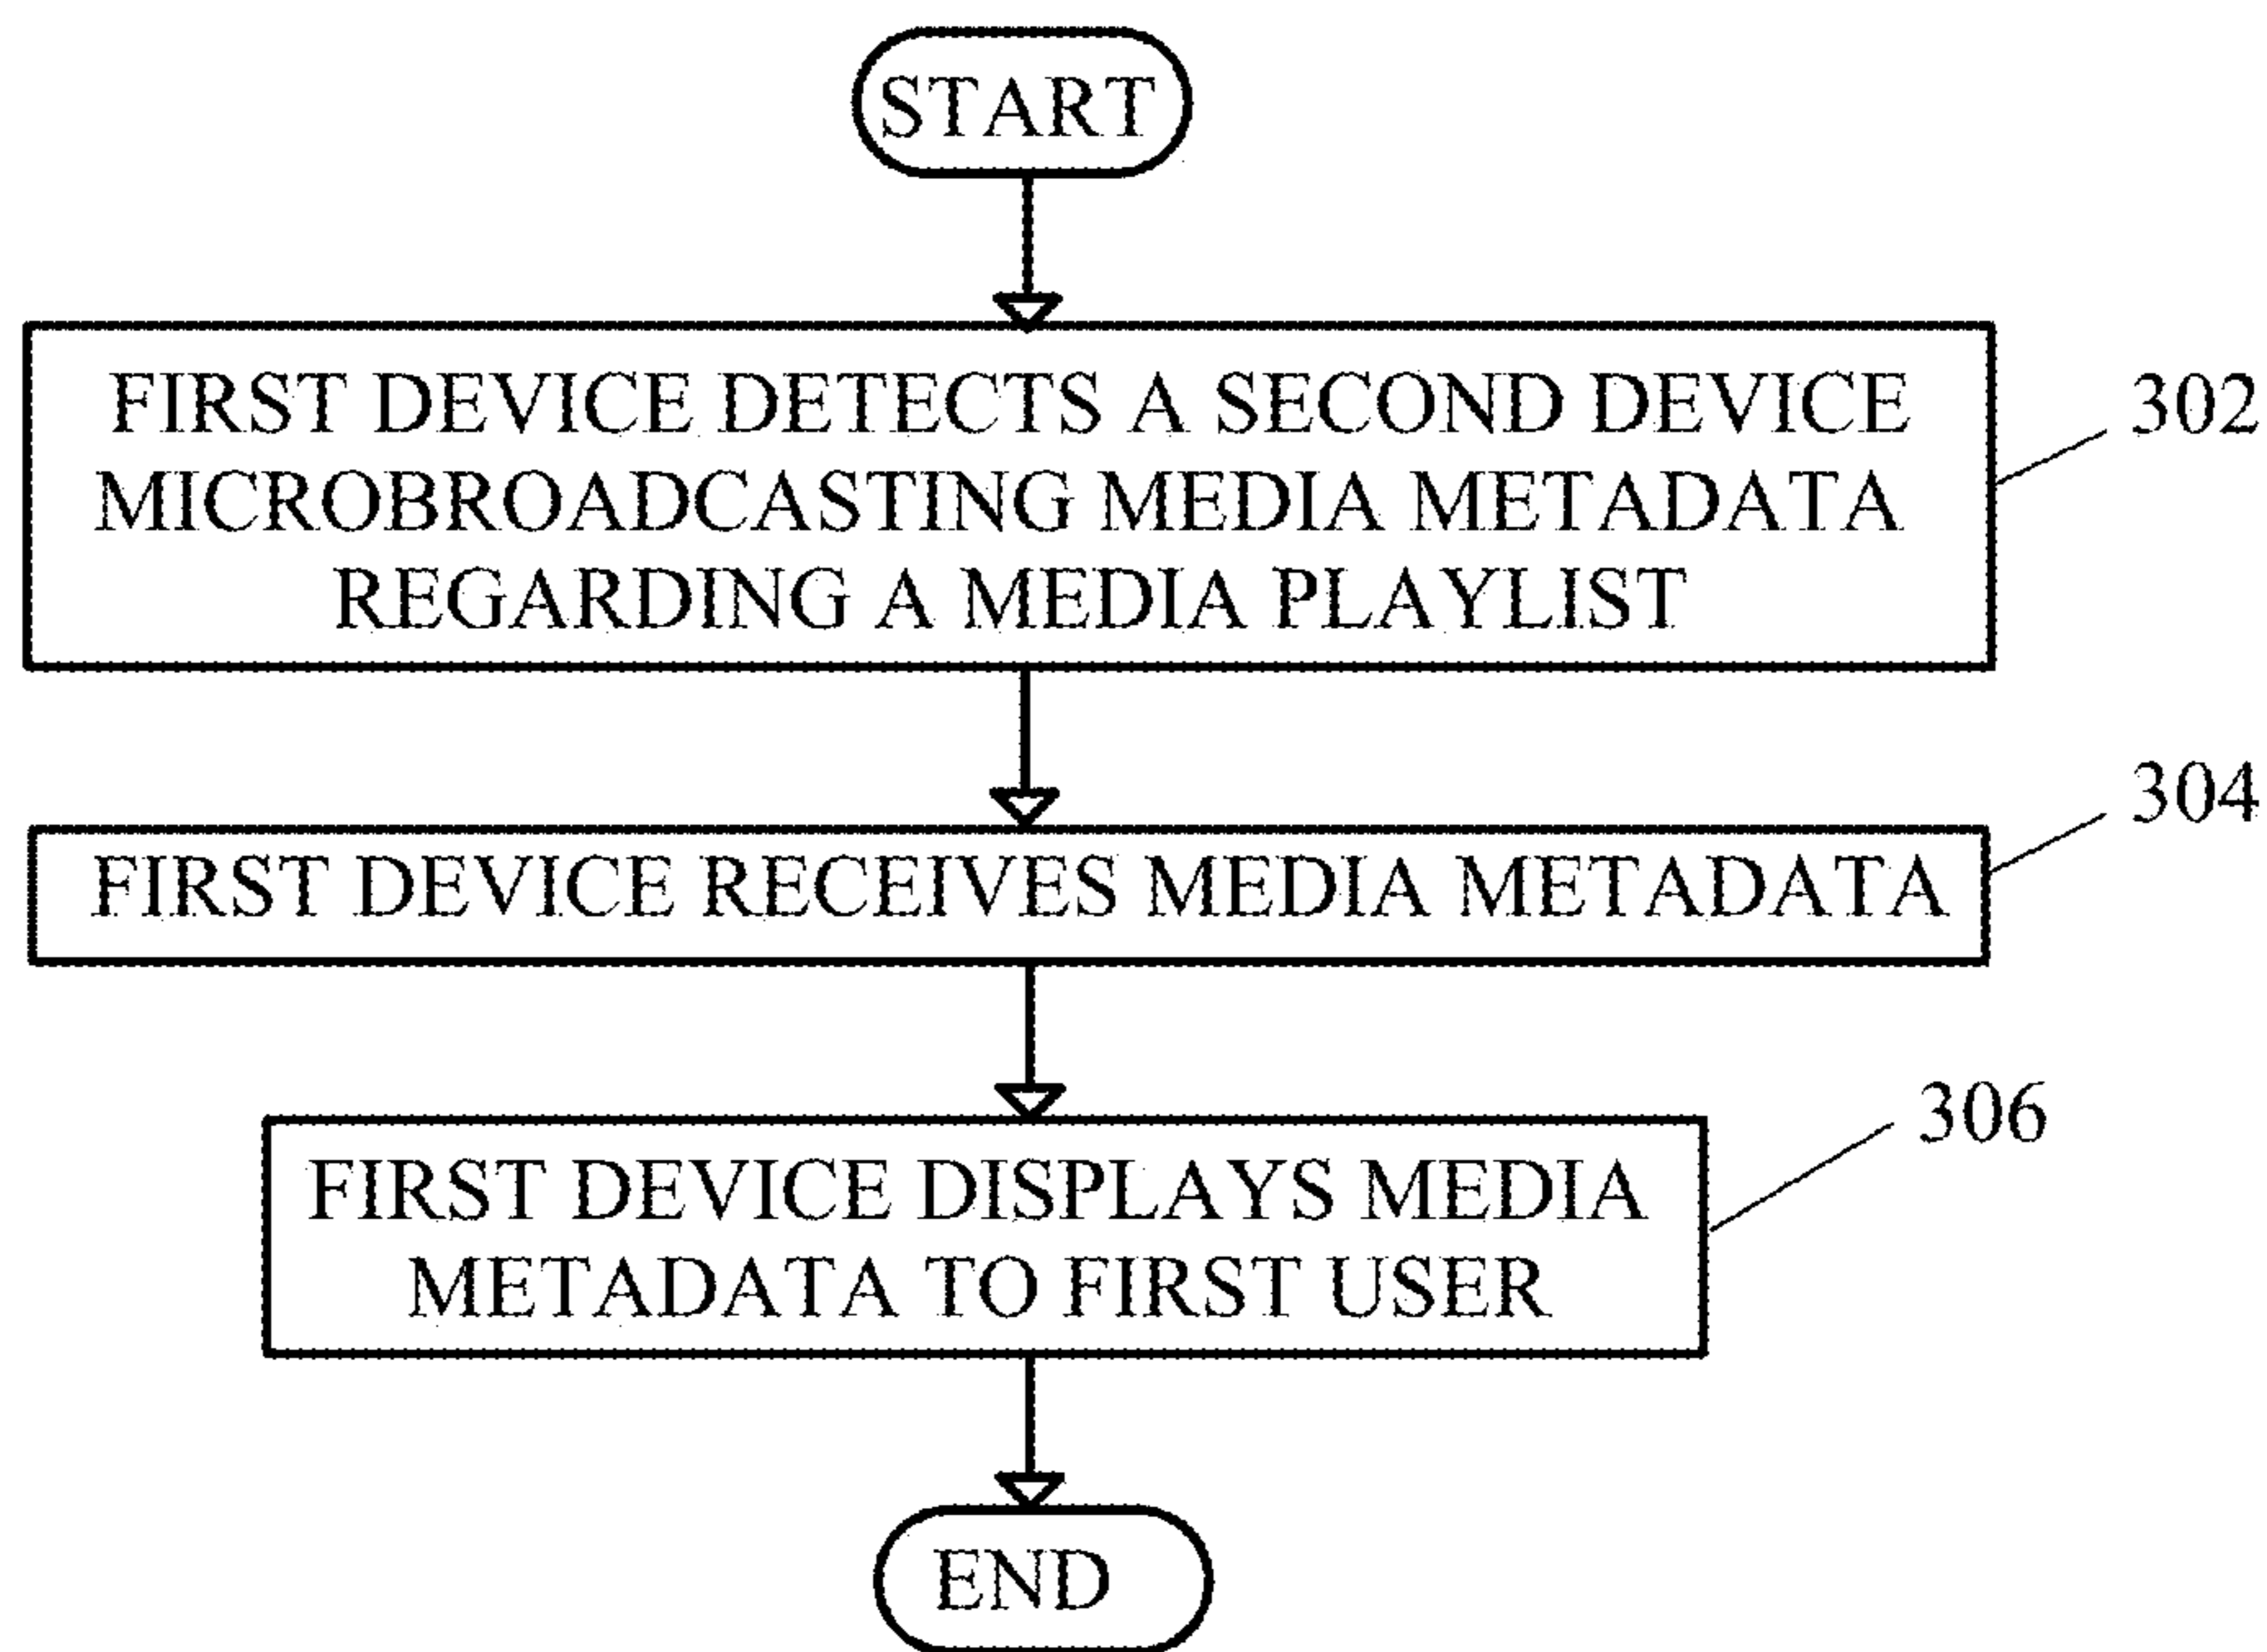 START
FIRST DEVICE DETECTS A SECOND DEVICE
MICROBROADCASTING MEDIA METADATA
REGARDING A MEDIA PLAYLIST
302
FIRST DEVICE RECEIVES MEDIA METADATA
304
FIRST DEVICE DISPLAYS MEDIA
METADATA TO FIRST USER
306
END